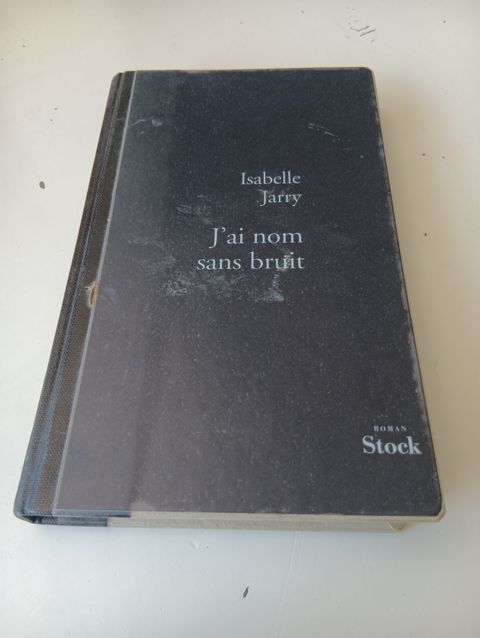 Isabelle
Jarry
J'ai nom
sans bruit
ROMAN
Stock